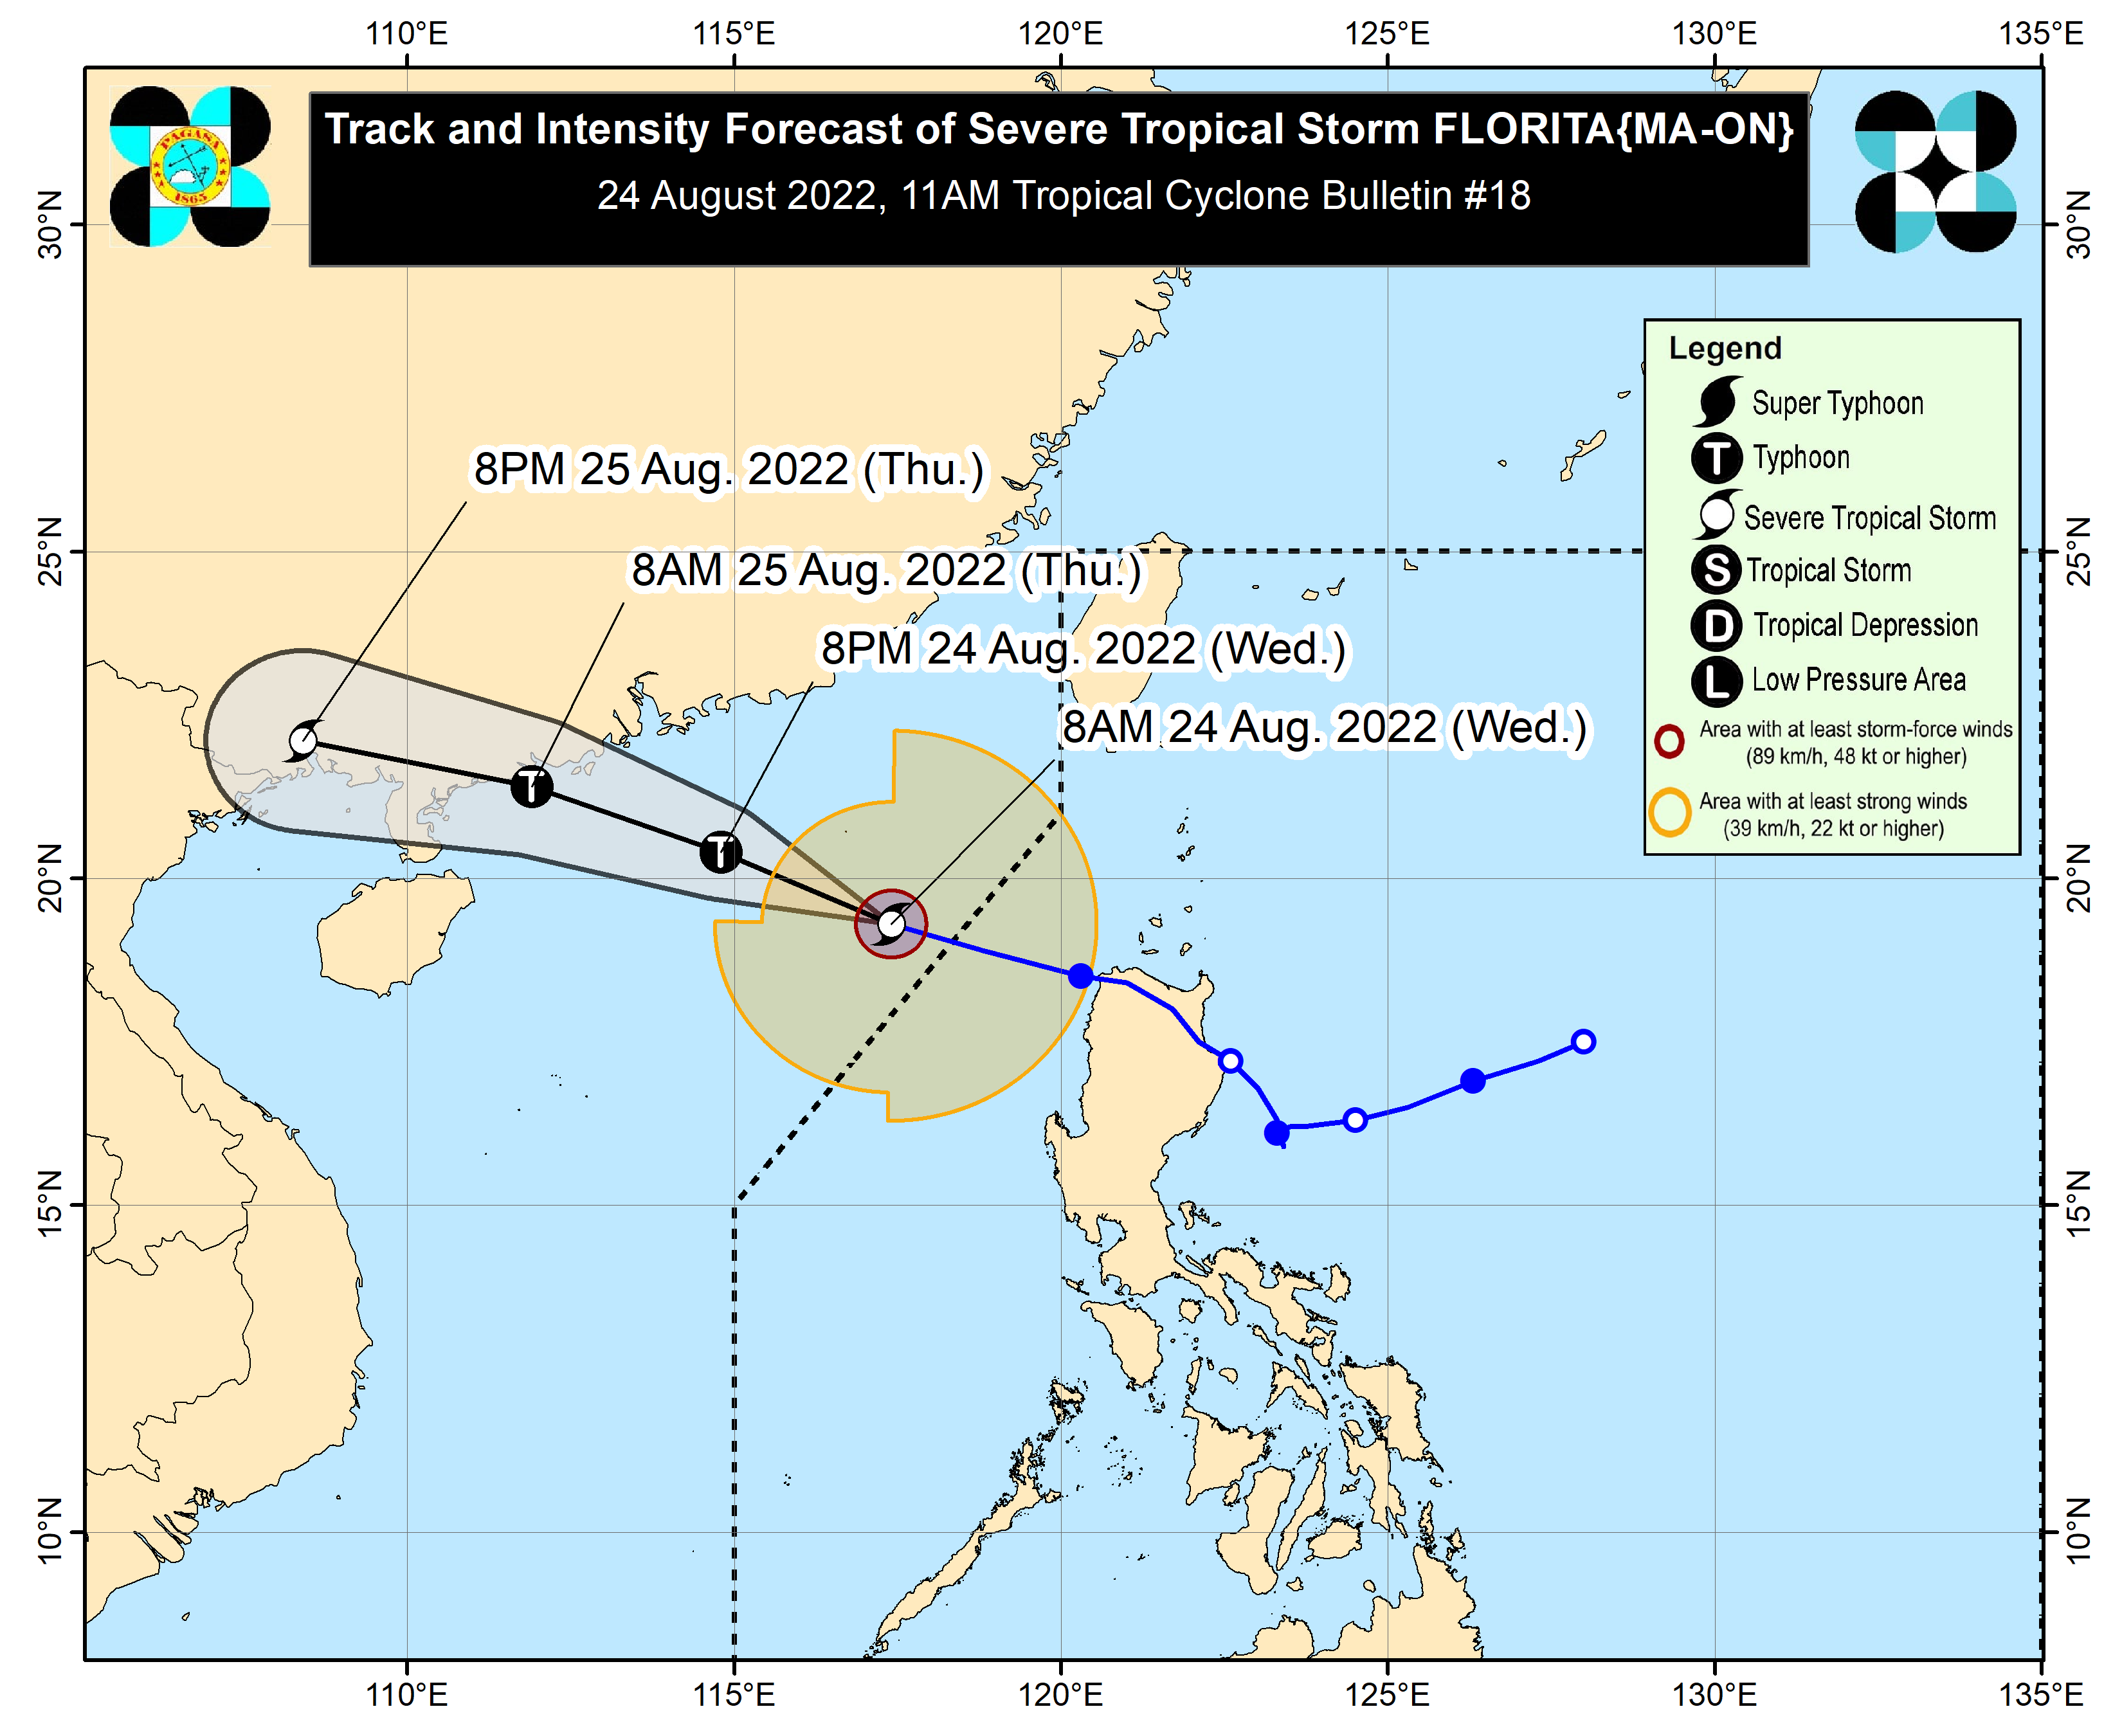 110°E 115°E 120°E 125°E 130°E 135°E
Track and Intensity Forecast of Severe Tropical Storm FLORITA{MA-ON}
24 August 2022, 11AM Tropical Cyclone Bulletin #18
PAGASA
1865
30°N 30°N
Legend
Super Typhoon
T Typhoon
Severe Tropical Storm
S Tropical Storm
D Tropical Depression
L Low Pressure Area
Area with at least storm-force winds
(89 km/h, 48 kt or higher)
Area with at least strong winds
(39 km/h, 22 kt or higher)
8PM 25 Aug. 2022 (Thu.)
25°N 25°N
8AM 25 Aug. 2022 (Thu.)
8PM 24 Aug. 2022 (Wed.)
8AM 24 Aug. 2022 (Wed.)
T
T
20°N 20°N
15°N 15°N
10°N 10°N
110°E 115°E 120°E 125°E 130°E 135°E